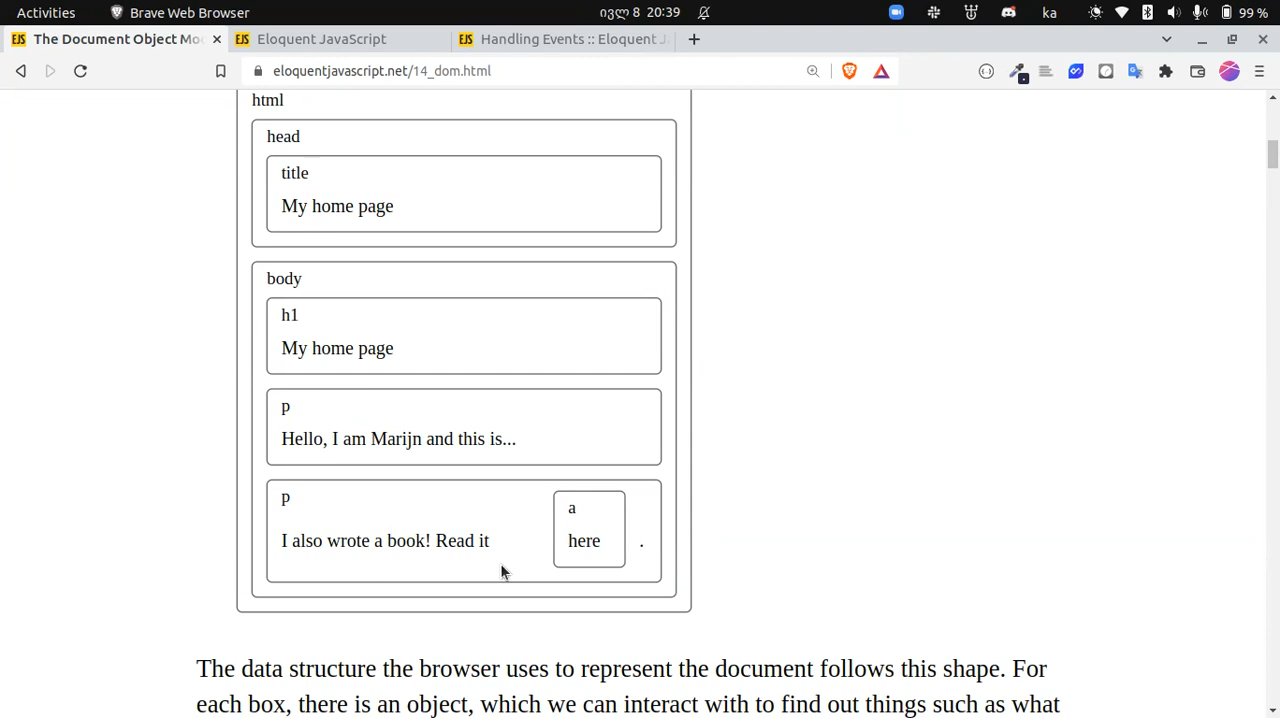 Activities Brave Web Browser ივლ 8 20:39 ka 99 %
The Document Object Mo EJS Eloquent JavaScript EJS Handling Events :: Eloquent J
eloquentjavascript.net/14_dom.html
html
head
title
My home page
body
h1
My home page
p
Hello, I am Marijn and this is...
p
a
I also wrote a book! Read it here .
The data structure the browser uses to represent the document follows this shape. For
each box, there is an object, which we can interact with to find out things such as what